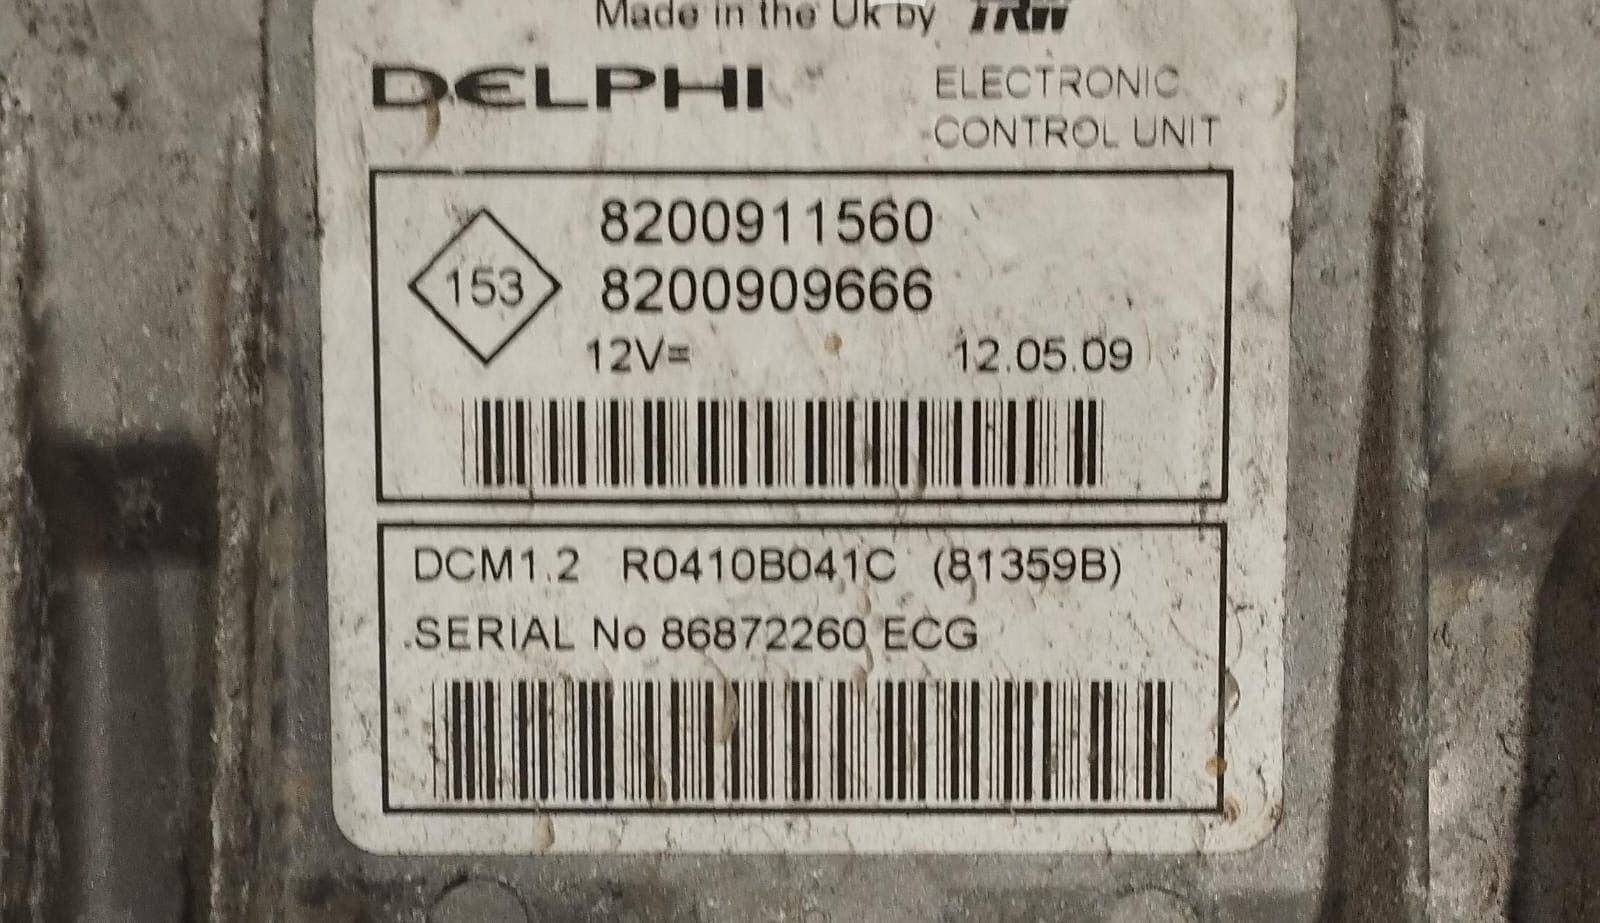 Made in the Uk by TRW
DELPHI
ELECTRONIC
CONTROL UNIT
8200911560
153
8200909666
12V= 12.05.09
DCM1.2 R0410B041C (81359B)
SERIAL No 86872260 ECG